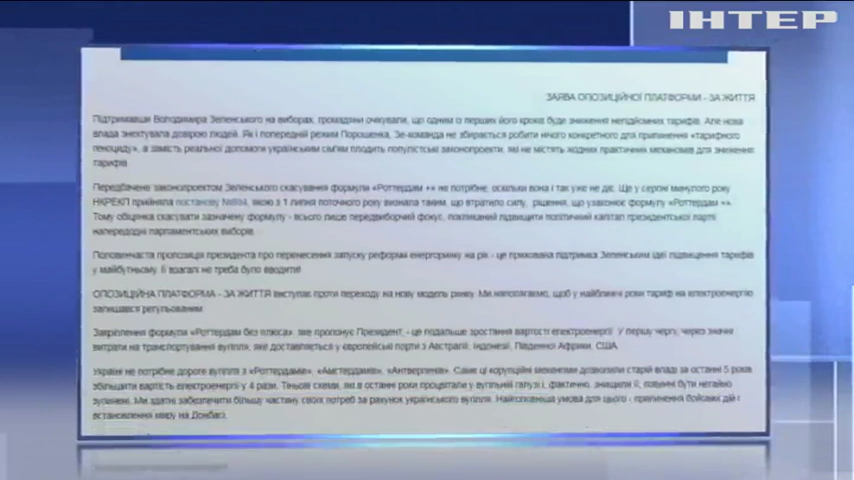 ІНТЕР
ЗАЯВА ОПОЗИЦІЙНОЇ ПЛАТФОРМИ - ЗА ЖИТТЯ
Підтримавши Володимира Зеленського на виборах, громадяни очікували, що одним із перших його кроків буде зниження непідйомних тарифів. Але нова
влада знехтувала довірою людей. Як і попередній режим Порошенка, Зе-команда не збирається робити нічого конкретного для припинення «тарифного
геноциду», а замість реальної допомоги українським сім'ям плодить популістські законопроекти, які не містять жодних практичних механізмів для зниження
тарифів.
Передбачене законопроектом Зеленського скасування формули «Роттердам +» не потрібне, оскільки вона і так уже не діє. Ще у серпні минулого року
НКРЕКП прийняла постанову, якою з 1 липня поточного року визнала таким, що втратило силу, рішення, що узаконює формулу «Роттердам +».
Тому обіцянка скасувати зазначену формулу - всього лише передвиборчий фокус, покликаний підвищити політичний капітал президентської партії
напередодні парламентських виборів.
Половинчаста пропозиція президента про перенесення запуску реформи енергоринку на рік - це прихована підтримка Зеленським ідеї підвищення тарифів
у майбутньому. Її взагалі не треба було вводити!
ОПОЗИЦІЙНА ПЛАТФОРМА - ЗА ЖИТТЯ виступає проти переходу на нову модель ринку. Ми наполягаємо, щоб у найближчі роки тариф на електроенергію
залишався регульованим.
Закріплення формули «Роттердам без плюса», яке пропонує Президент, - це подальше зростання вартості електроенергії. У першу чергу, через значні
витрати на транспортування вугілля, яке доставляється у європейські порти з Австралії, Індонезії, Південної Африки, США.
Україні не потрібне дороге вугілля з «Роттердама», «Амстердама», «Антверпена». Саме ці корупційні механізми дозволили старій владі за останні 5 років
збільшити вартість електроенергії у 4 рази. Тіньові схеми, які в останні роки процвітали у вугільній галузі і, фактично, знищили її, повинні бути негайно
зупинені. Ми здатні забезпечити більшу частину своїх потреб за рахунок українського вугілля. Найголовніша умова для цього - припинення бойових дій і
встановлення миру на Донбасі.